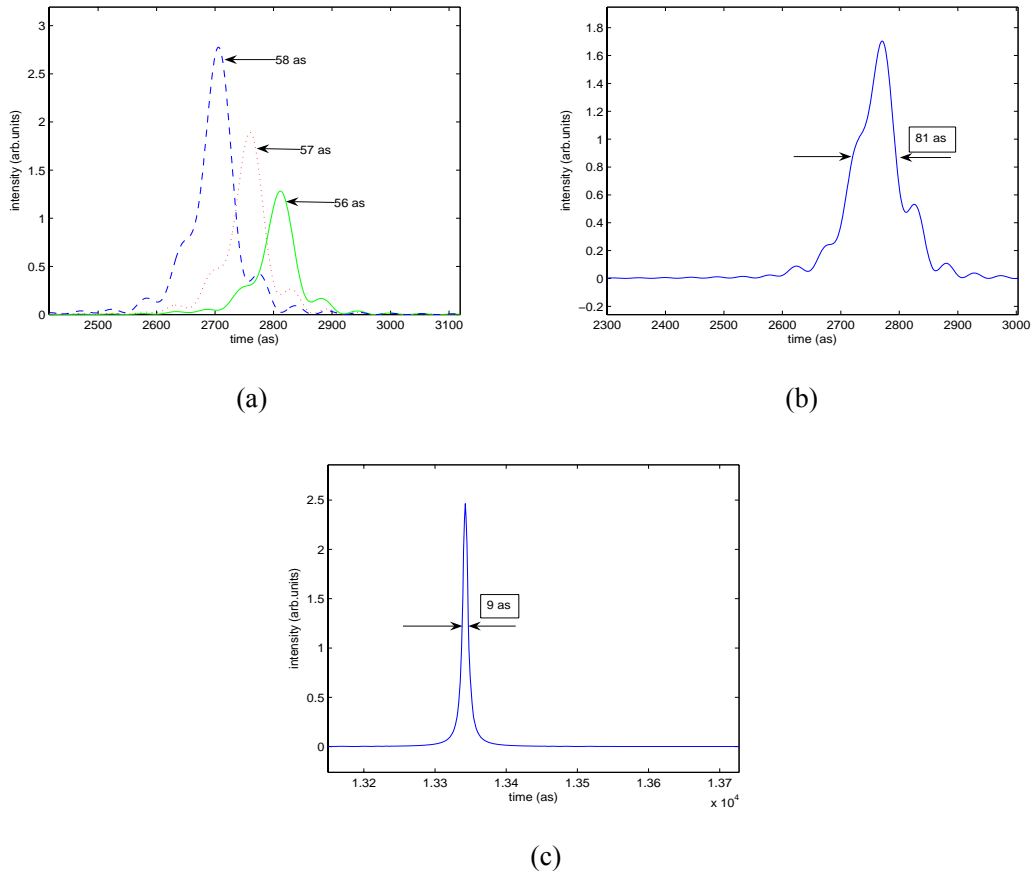 3
2.5
2
1.5
1
0.5
0
58 as
57 as
56 as
2500 2600 2700 2800 2900 3000 3100
time (as)
intensity (arb.units)
(a)
1.8
1.6
1.4
1.2
1
0.8
0.6
0.4
0.2
0
−0.2
81 as
2300 2400 2500 2600 2700 2800 2900 3000
time (as)
intensity (arb.units)
(b)
2.5
2
1.5
1
0.5
0
9 as
1.32 1.33 1.34 1.35 1.36 1.37
x 10^4
time (as)
intensity (arb.units)
(c)